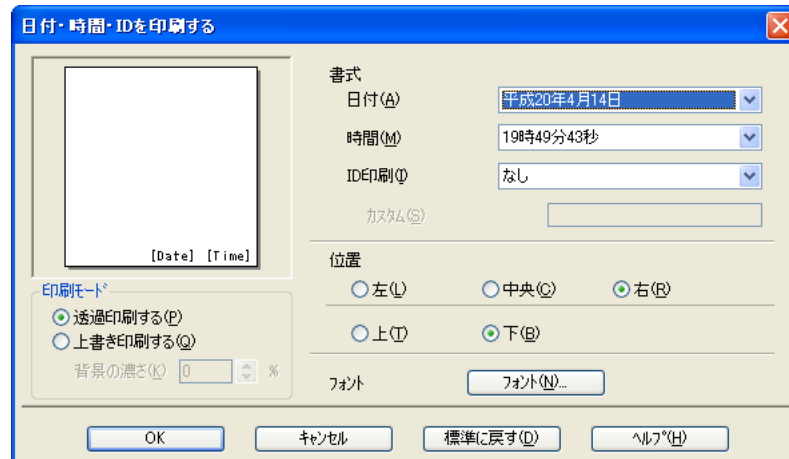 日付・時間・IDを印刷する
[Date] [Time]
印刷モード
透過印刷する(P)
上書き印刷する(Q)
背景の濃さ(K) 0 %
書式
日付(A) 平成20年4月14日
時間(M) 19時49分43秒
ID印刷(I) なし
カスタム(S)
位置
左(L) 中央(C) 右(R)
上(T) 下(B)
フォント フォント(N)...
OK キャンセル 標準に戻す(D) ヘルプ(H)